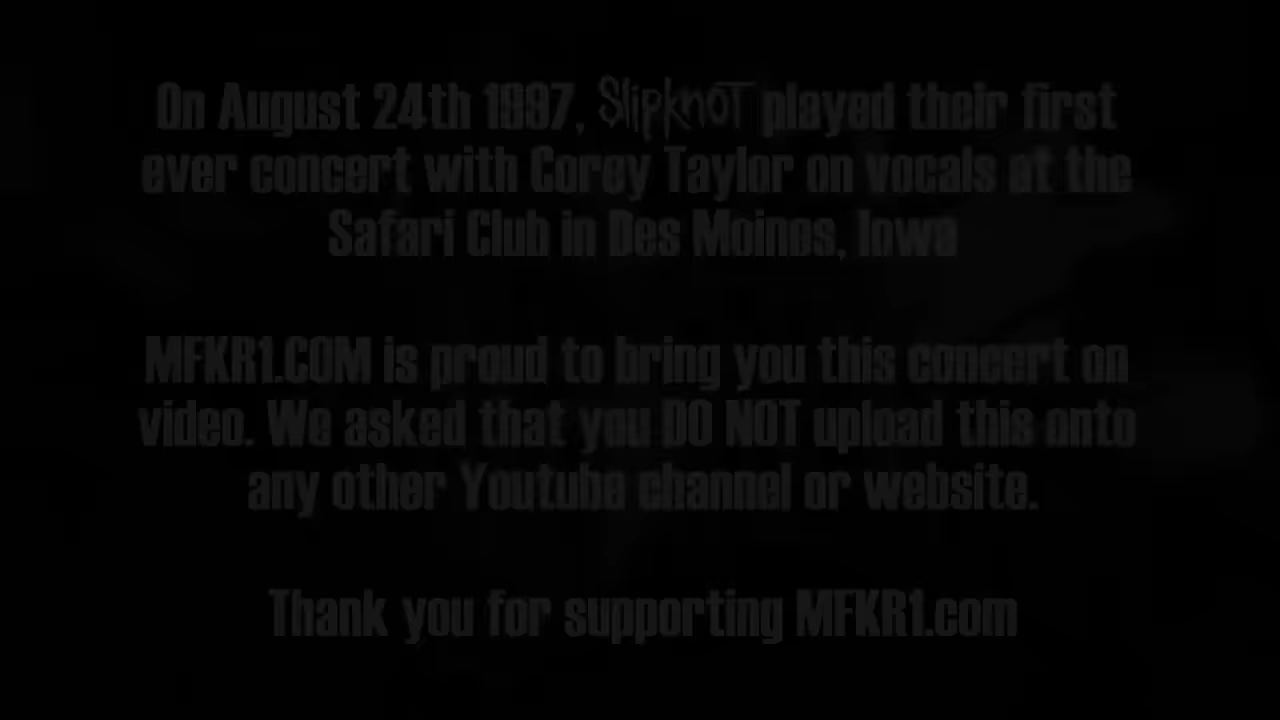 On August 24th 1997, Slipknot played their first
ever concert with Corey Taylor on vocals at the
Safari Club in Des Moines, Iowa
MFKR1.COM is proud to bring you this concert on
video. We asked that you DO NOT upload this onto
any other Youtube channel or website.
Thank you for supporting MFKR1.com